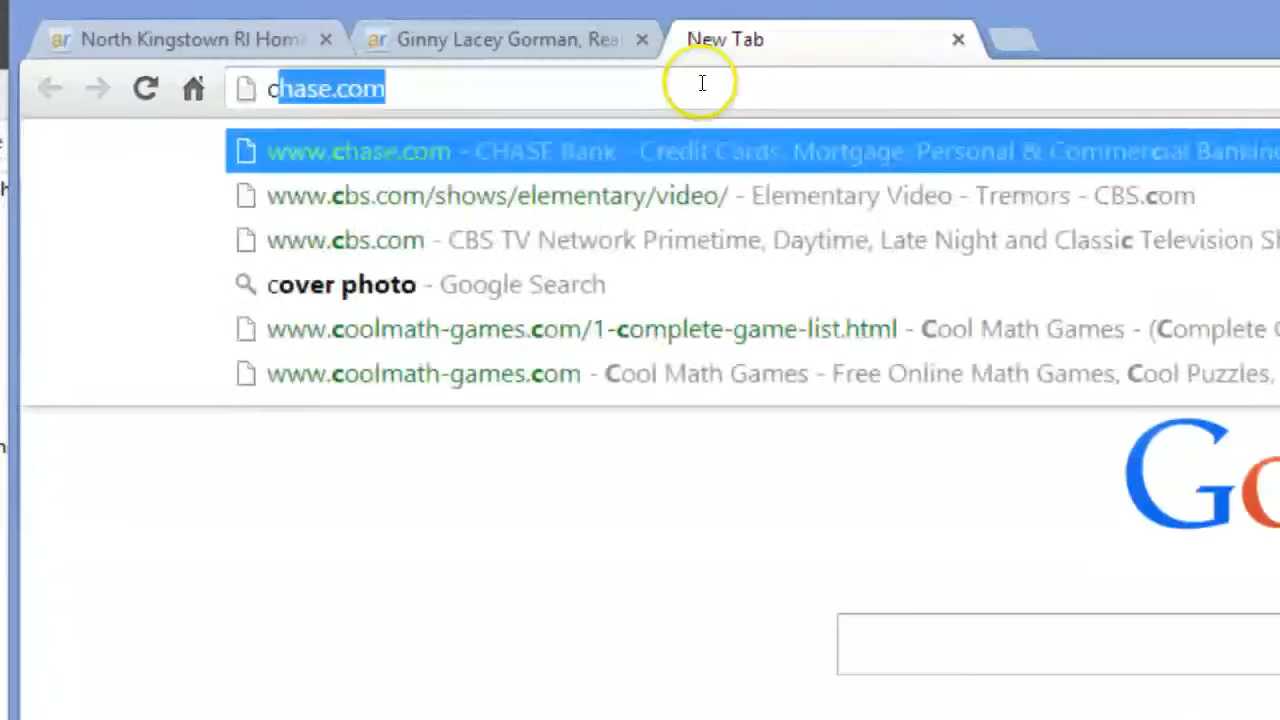 North Kingstown RI Hom
Ginny Lacey Gorman, Rea
New Tab
chase.com
www.chase.com - CHASE Bank - Credit Cards, Mortgage, Personal & Commercial Banking
www.cbs.com/shows/elementary/video/ - Elementary Video - Tremors - CBS.com
www.cbs.com - CBS TV Network Primetime, Daytime, Late Night and Classic Television Sh
cover photo - Google Search
www.coolmath-games.com/1-complete-game-list.html - Cool Math Games - (Complete G
www.coolmath-games.com - Cool Math Games - Free Online Math Games, Cool Puzzles,
Go